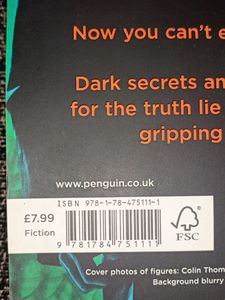 Now you can't e
Dark secrets an
for the truth lie
gripping
www.penguin.co.uk
ISBN 978-1-78-475111-1
£7.99
Fiction
9 781784 751111
FSC
Cover photos of figures: Colin Thom
Background blurry